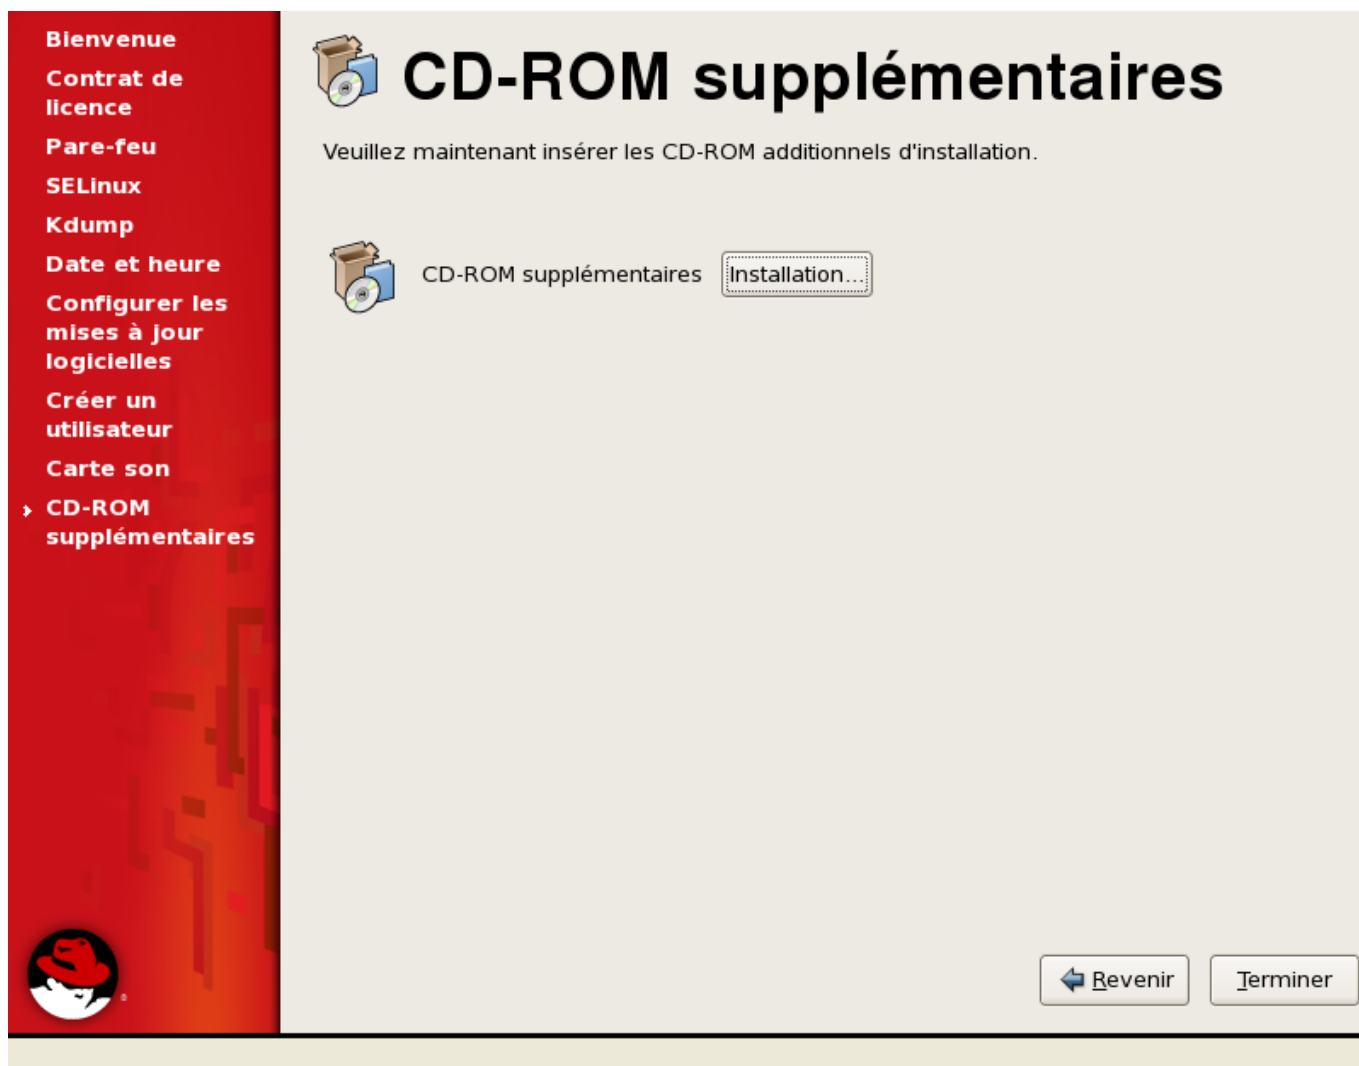 Bienvenue
Contrat de
licence
Pare-feu
SELinux
Kdump
Date et heure
Configurer les
mises à jour
logicielles
Créer un
utilisateur
Carte son
CD-ROM
supplémentaires
CD-ROM supplémentaires
Veuillez maintenant insérer les CD-ROM additionnels d'installation.
CD-ROM supplémentaires Installation...
Revenir Terminer